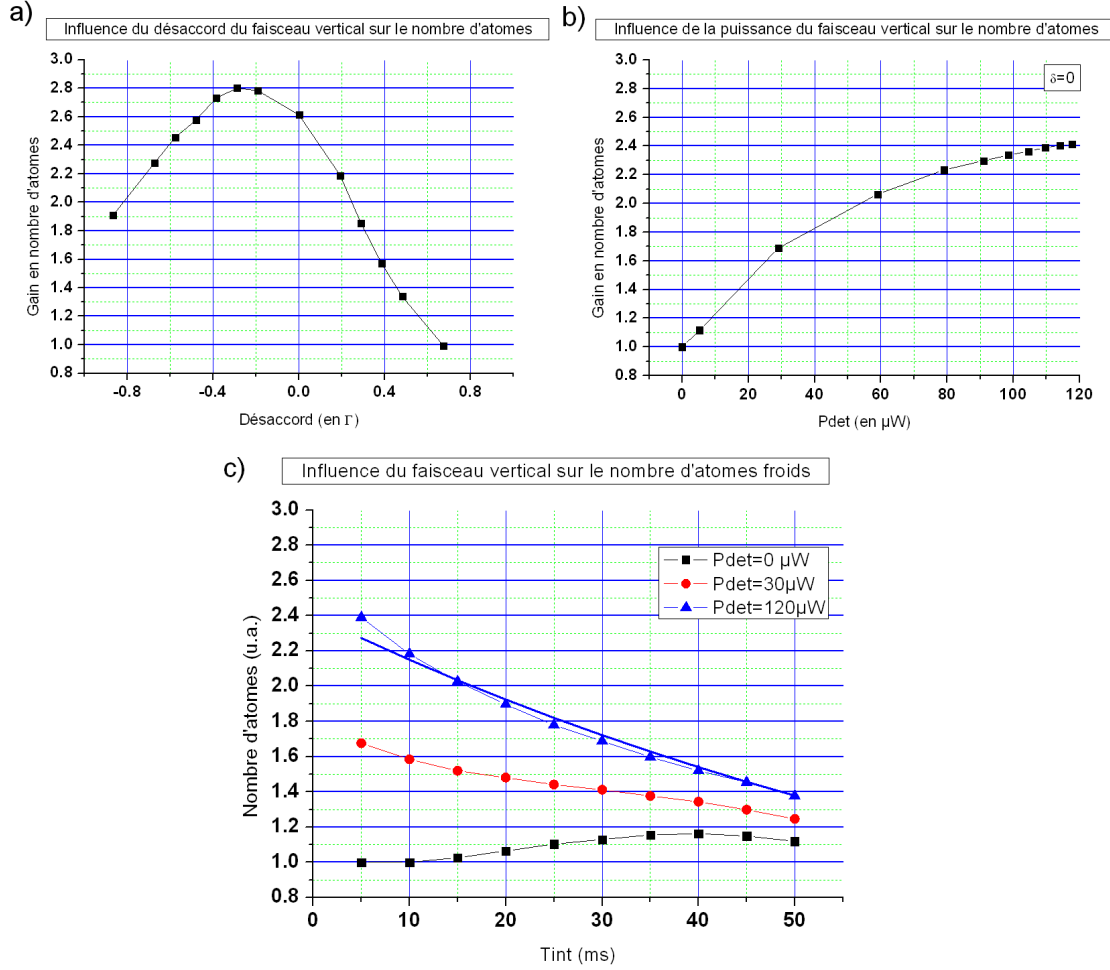 a)
Influence du désaccord du faisceau vertical sur le nombre d'atomes
3.0
2.8
2.6
2.4
2.2
2.0
1.8
1.6
1.4
1.2
1.0
0.8
Gain en nombre d'atomes
-0.8 -0.4 0.0 0.4 0.8
Désaccord (en Γ)
b)
Influence de la puissance du faisceau vertical sur le nombre d'atomes
δ=0
3.0
2.8
2.6
2.4
2.2
2.0
1.8
1.6
1.4
1.2
1.0
0.8
Gain en nombre d'atomes
0 20 40 60 80 100 120
Pdet (en µW)
c)
Influence du faisceau vertical sur le nombre d'atomes froids
3.0
2.8
2.6
2.4
2.2
2.0
1.8
1.6
1.4
1.2
1.0
0.8
Nombre d'atomes (u.a.)
Pdet=0 µW
Pdet=30µW
Pdet=120µW
0 10 20 30 40 50
Tint (ms)